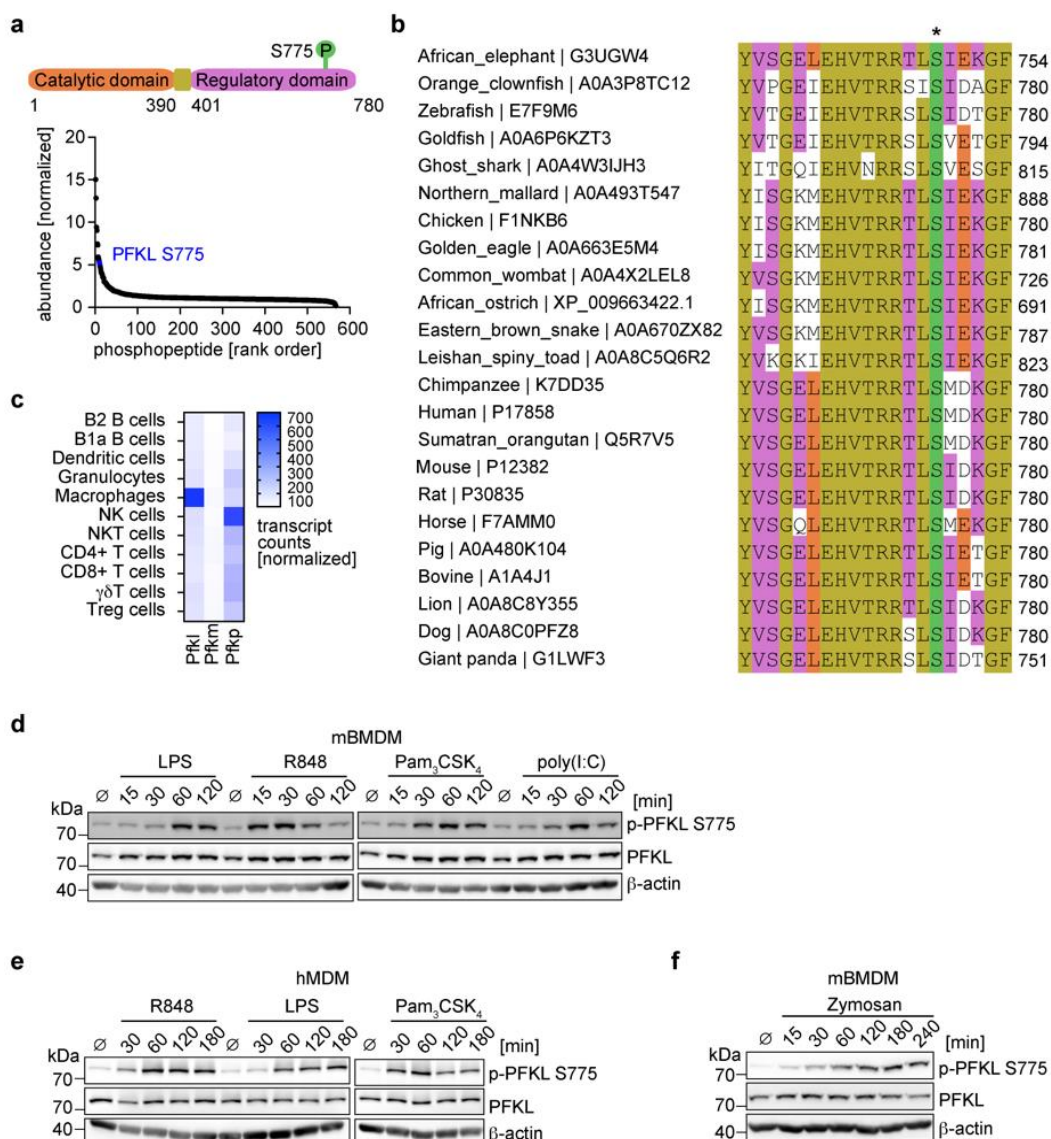 a
S775 P
Catalytic domain Regulatory domain
1 390 401 780
abundance [normalized]
20
15
10
5
0
PFKL S775
0 100 200 300 400 500 600
phosphopeptide [rank order]
b
*
African_elephant | G3UGW4 YVSGELEHVTRRTLSIEKGF 754
Orange_clownfish | A0A3P8TC12 YVPGEIEHVTRRSISIDAGF 780
Zebrafish | E7F9M6 YVTGEIEHVTRRSLSIDTGF 780
Goldfish | A0A6P6KZT3 YVTGEIEHVTRRSLSVETGF 794
Ghost_shark | A0A4W3IJH3 YITGQIEHVNRRSLSVESGF 815
Northern_mallard | A0A493T547 YISGKMEHVTRRTLSIEKGF 888
Chicken | F1NKB6 YISGKMEHVTRRTLSIEKGF 780
Golden_eagle | A0A663E5M4 YISGKMEHVTRRTLSIEKGF 781
Common_wombat | A0A4X2LEL8 YVSGKMEHVTRRTLSIEKGF 726
African_ostrich | XP_009663422.1 YISGKMEHVTRRTLSIEKGF 691
Eastern_brown_snake | A0A670ZX82 YVSGKMEHVTRRTLSIEKGF 787
Leishan_spiny_toad | A0A8C5Q6R2 YVKGKIEHVTRRTLSIEKGF 823
Chimpanzee | K7DD35 YVSGELEHVTRRTLSMDKGF 780
Human | P17858 YVSGELEHVTRRTLSMDKGF 780
Sumatran_orangutan | Q5R7V5 YVSGELEHVTRRTLSMDKGF 780
Mouse | P12382 YVSGELEHVTRRTLSIDKGF 780
Rat | P30835 YVSGELEHVTRRTLSIDKGF 780
Horse | F7AMM0 YVSGQLEHVTRRTLSMEKGF 780
Pig | A0A480K104 YVSGELEHVTRRTLSIETGF 780
Bovine | A1A4J1 YVSGELEHVTRRTLSIETGF 780
Lion | A0A8C8Y355 YVSGELEHVTRRTLSIDKGF 780
Dog | A0A8C0PFZ8 YVSGELEHVTRRSLSIDKGF 780
Giant panda | G1LWF3 YVSGELEHVTRRSLSIDTGF 751
c
B2 B cells
B1a B cells
Dendritic cells
Granulocytes
Macrophages
NK cells
NKT cells
CD4+ T cells
CD8+ T cells
γδT cells
Treg cells
Pfkl
Pfkm
Pfkp
700
600
500
400
300
200
100
transcript
counts
[normalized]
d
mBMDM
LPS R848 Pam3CSK4 poly(I:C)
∅ 15 30 60 120 ∅ 15 30 60 120 ∅ 15 30 60 120 ∅ 15 30 60 120 [min]
kDa
70 p-PFKL S775
70 PFKL
40 β-actin
e
hMDM
R848 LPS Pam3CSK4
∅ 30 60 120 180 ∅ 30 60 120 180 ∅ 30 60 120 180 [min]
kDa
70 p-PFKL S775
70 PFKL
40 β-actin
f
mBMDM
Zymosan
∅ 15 30 60 120 180 240 [min]
kDa
70 p-PFKL S775
70 PFKL
40 β-actin